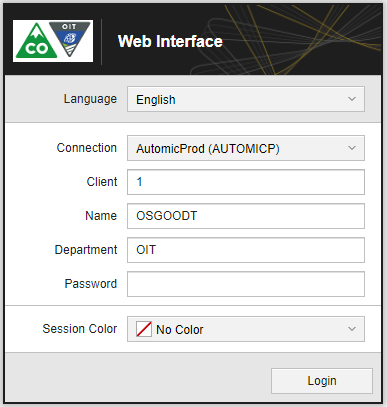 CO
OIT
Web Interface
Language English
Connection AutomicProd (AUTOMICP)
Client 1
Name OSGOODT
Department OIT
Password
Session Color No Color
Login